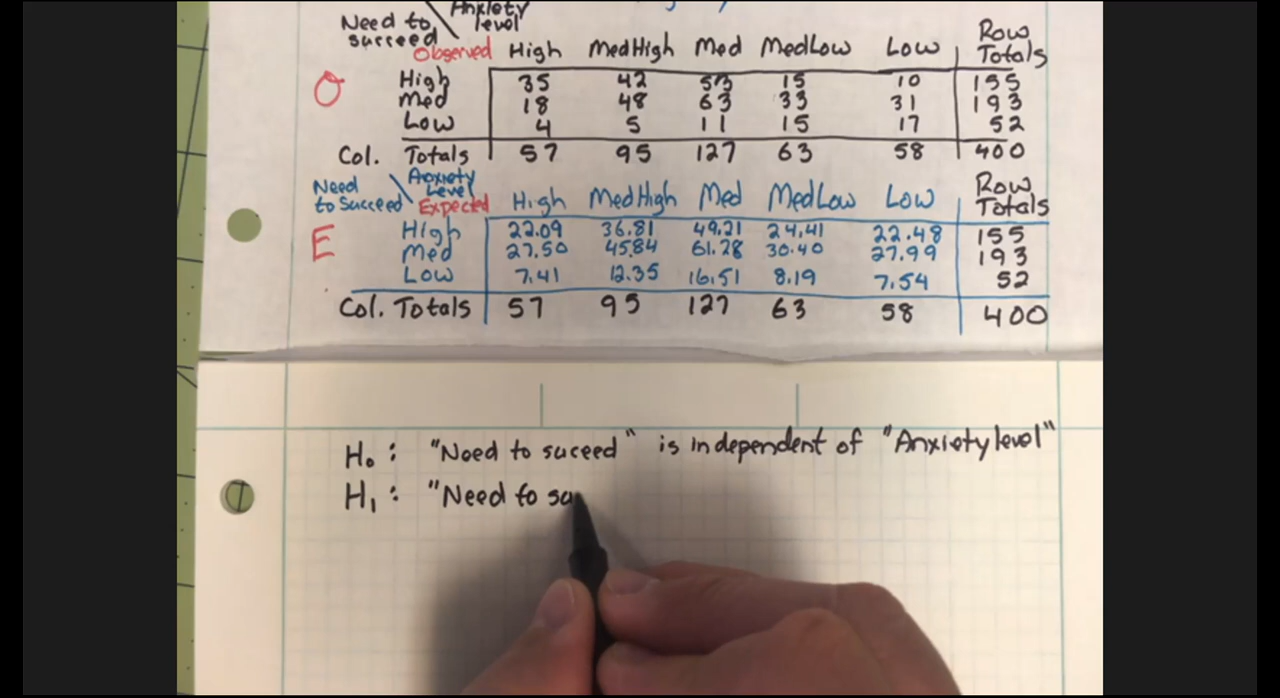 Anxiety
Need to \ level
succeed Observed High MedHigh Med MedLow Low Row Totals
O High 35 42 53 15 10 155
Med 18 48 63 33 31 193
Low 4 5 11 15 17 52
Col. Totals 57 95 127 63 58 400
Need \ Anxiety Level
to Succeed Expected High MedHigh Med MedLow Low Row Totals
E High 22.09 36.81 49.21 24.41 22.48 155
Med 27.50 45.84 61.28 30.40 27.99 193
Low 7.41 12.35 16.51 8.19 7.54 52
Col. Totals 57 95 127 63 58 400
H₀: "Need to suceed" is independent of "Anxiety level"
H₁: "Need to su